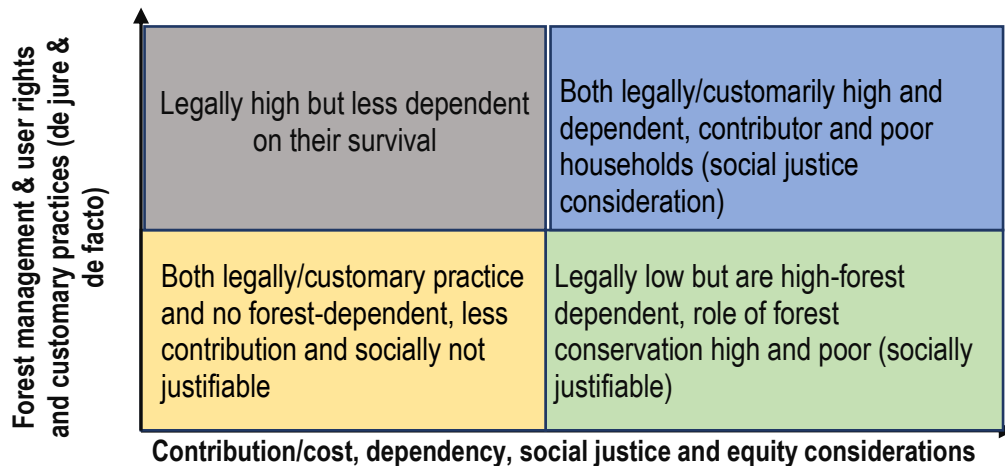 Forest management & user rights
and customary practices (de jure &
de facto)
Legally high but less dependent
on their survival
Both legally/customarily high and
dependent, contributor and poor
households (social justice
consideration)
Both legally/customary practice
and no forest-dependent, less
contribution and socially not
justifiable
Legally low but are high-forest
dependent, role of forest
conservation high and poor (socially
justifiable)
Contribution/cost, dependency, social justice and equity considerations